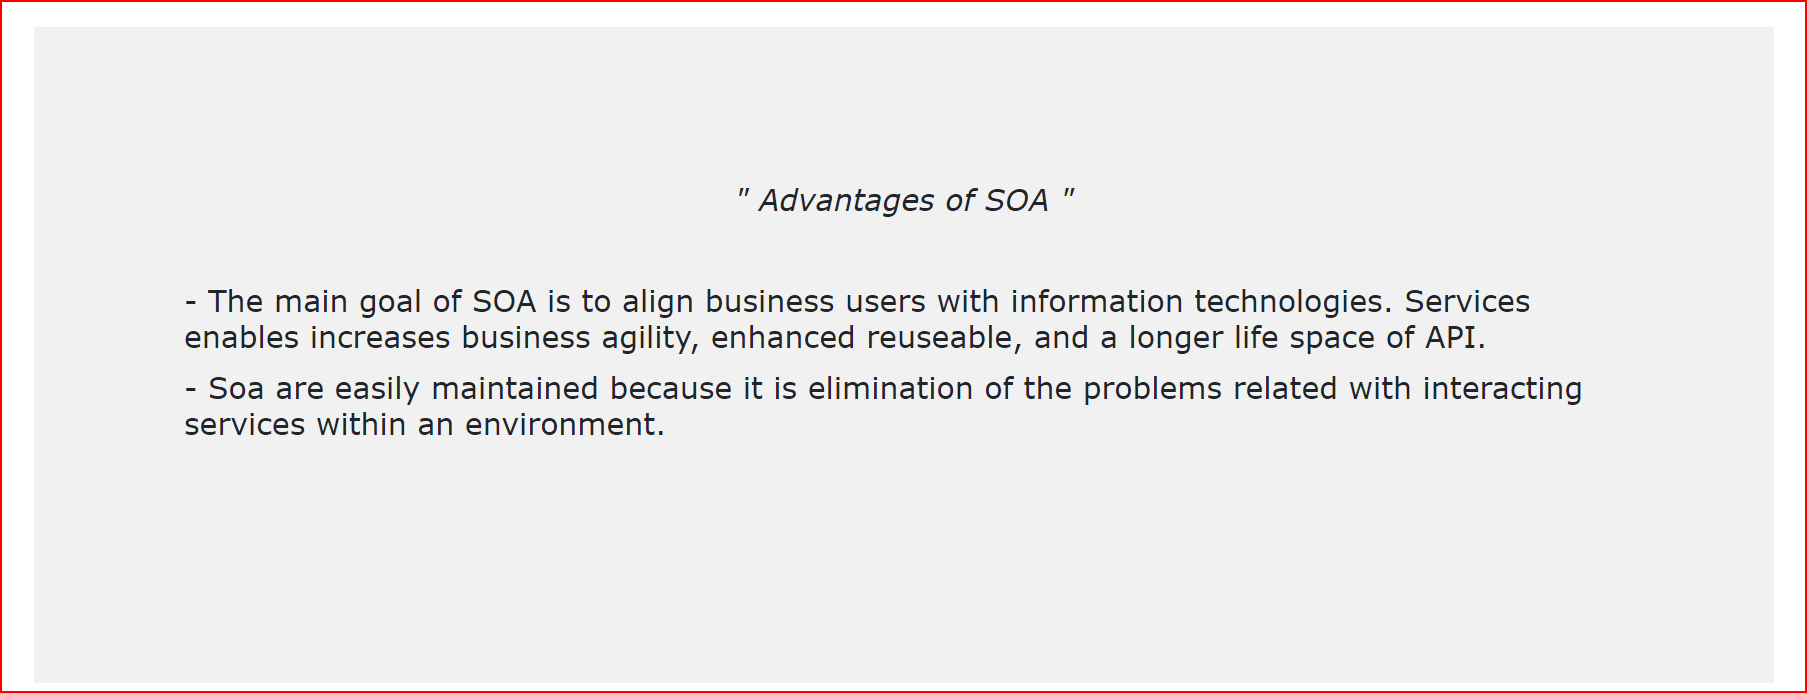 " Advantages of SOA "
- The main goal of SOA is to align business users with information technologies. Services
enables increases business agility, enhanced reuseable, and a longer life space of API.
- Soa are easily maintained because it is elimination of the problems related with interacting
services within an environment.